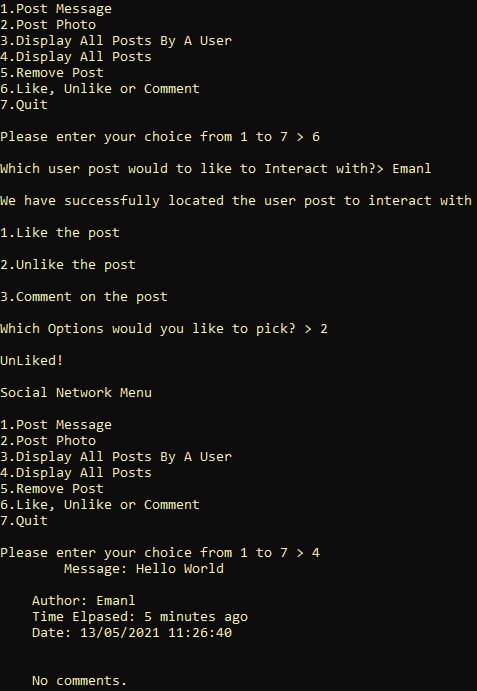 1.Post Message
2.Post Photo
3.Display All Posts By A User
4.Display All Posts
5.Remove Post
6.Like, Unlike or Comment
7.Quit
Please enter your choice from 1 to 7 > 6
Which user post would to like to Interact with?> Emanl
We have successfully located the user post to interact with
1.Like the post
2.Unlike the post
3.Comment on the post
Which Options would you like to pick? > 2
UnLiked!
Social Network Menu
1.Post Message
2.Post Photo
3.Display All Posts By A User
4.Display All Posts
5.Remove Post
6.Like, Unlike or Comment
7.Quit
Please enter your choice from 1 to 7 > 4
Message: Hello World
Author: Emanl
Time Elpased: 5 minutes ago
Date: 13/05/2021 11:26:40
No comments.